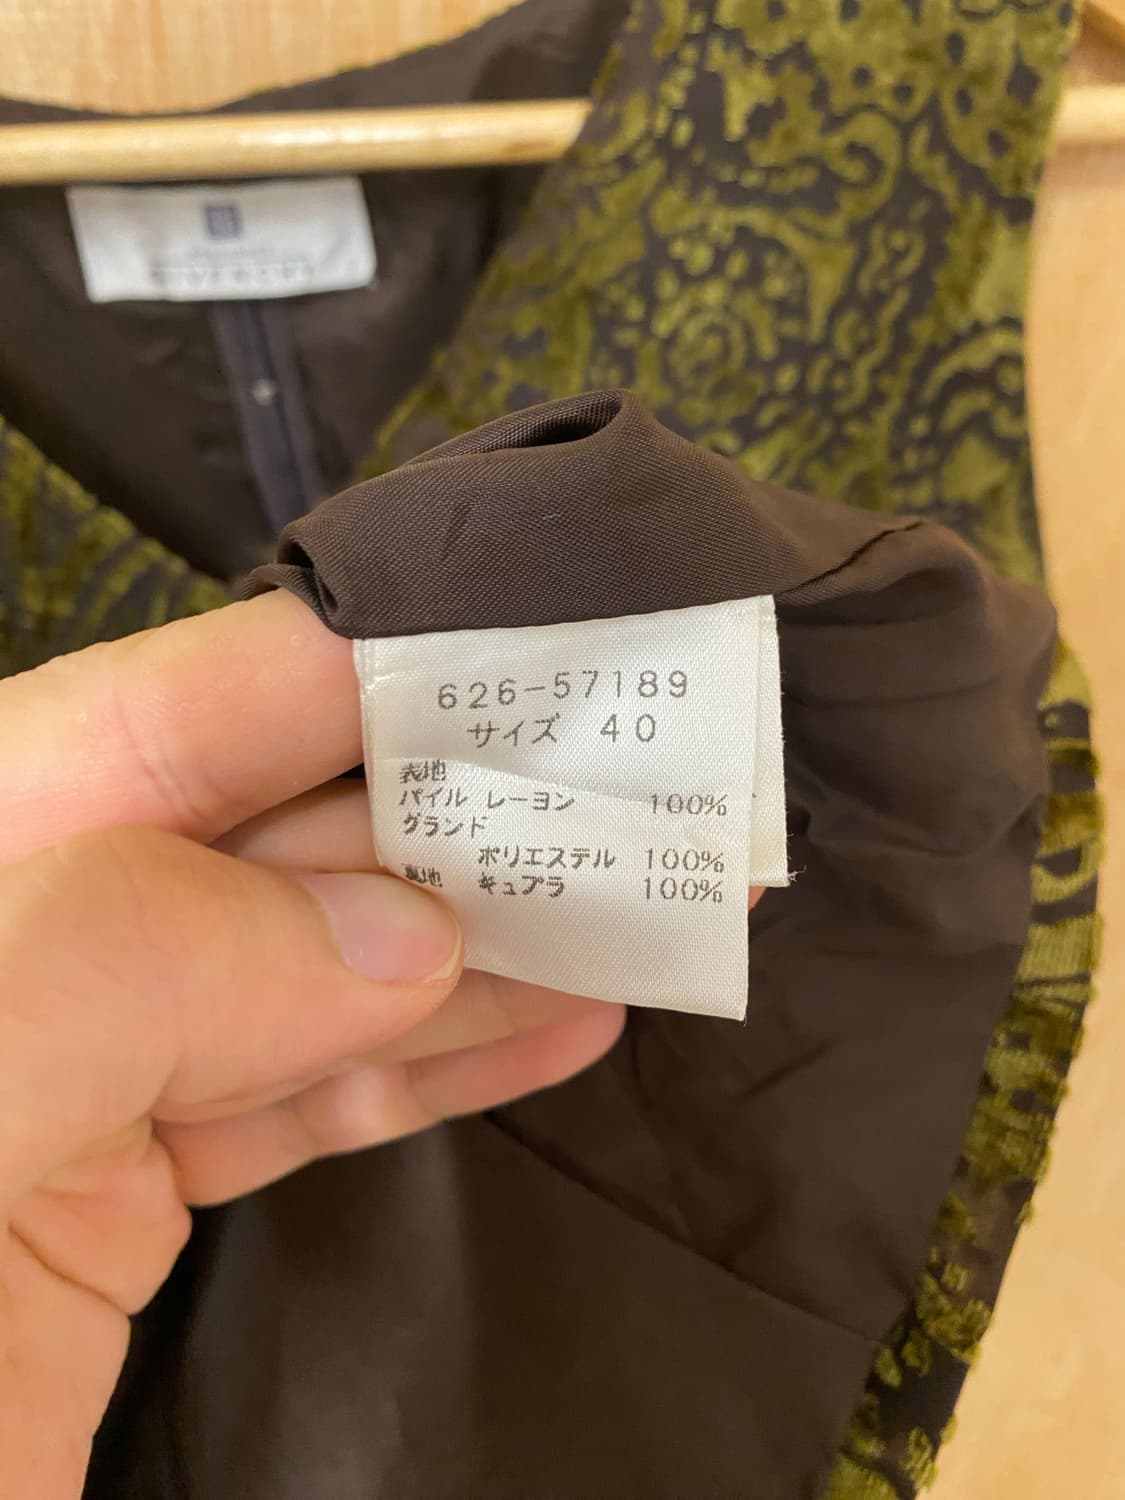 GIVENCHY
626-57189
サイズ 40
表地
パイル レーヨン 100%
グランド
ポリエステル 100%
裏地 キュプラ 100%